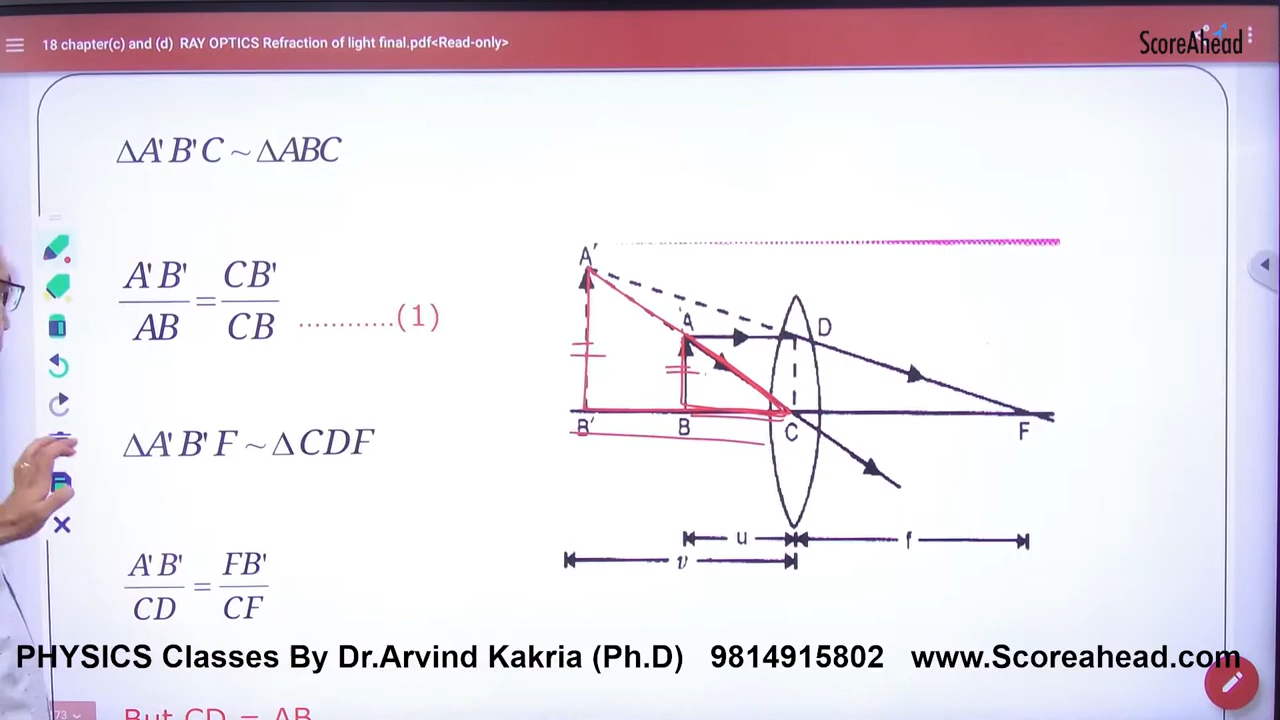 18 chapter(c) and (d) RAY OPTICS Refraction of light final.pdf<Read-only>
ScoreAhead
ΔA'B'C ~ ΔABC
A'B'/AB = CB'/CB ............(1)
ΔA'B'F ~ ΔCDF
A'B'/CD = FB'/CF
But CD = AB
A'
A
D
B'
B
C
F
u
f
v
PHYSICS Classes By Dr.Arvind Kakria (Ph.D) 9814915802 www.Scoreahead.com
73